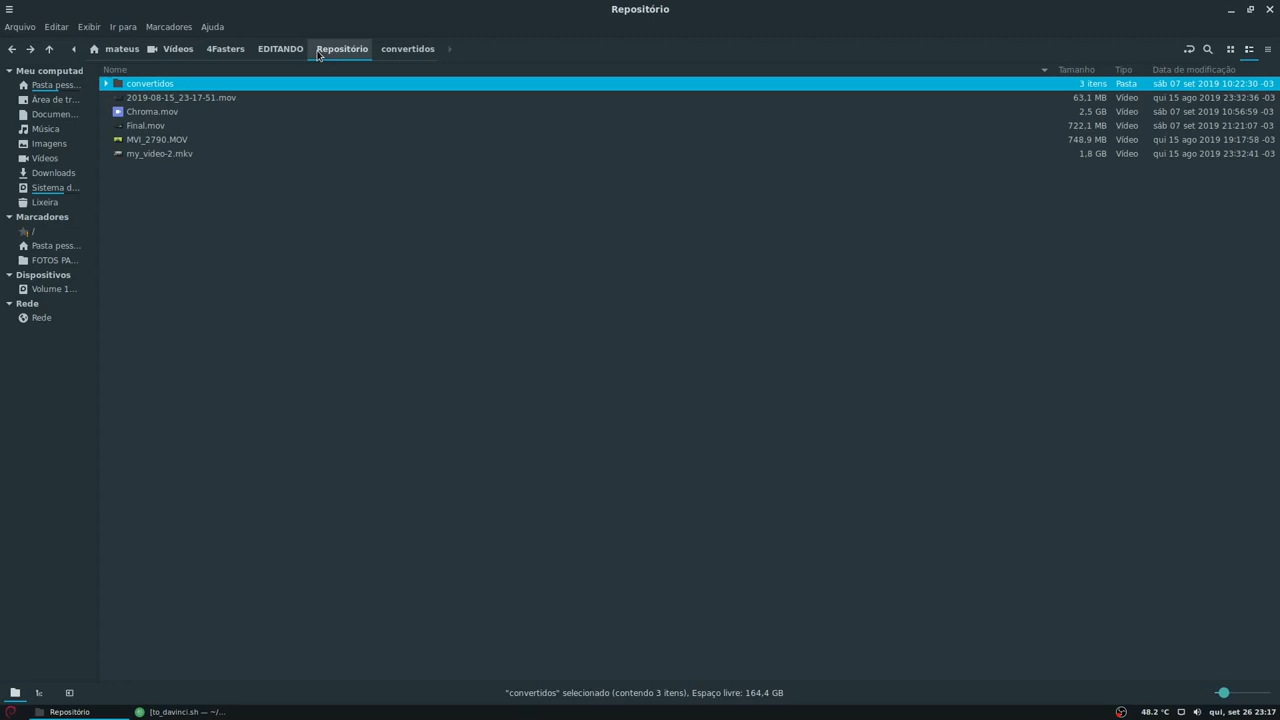 Repositório
Arquivo Editar Exibir Ir para Marcadores Ajuda
mateus Vídeos 4Fasters EDITANDO Repositório convertidos
Meu computad
Pasta pess...
Área de tr...
Documen...
Música
Imagens
Vídeos
Downloads
Sistema d...
Lixeira
Marcadores
/
Pasta pess...
FOTOS PA...
Dispositivos
Volume 1...
Rede
Rede
Nome Tamanho Tipo Data de modificação
convertidos 3 itens Pasta sáb 07 set 2019 10:22:30 -03
2019-08-15_23-17-51.mov 63,1 MB Vídeo qui 15 ago 2019 23:32:36 -03
Chroma.mov 2,5 GB Vídeo sáb 07 set 2019 10:56:59 -03
Final.mov 722,1 MB Vídeo sáb 07 set 2019 21:21:07 -03
MVI_2790.MOV 748,9 MB Vídeo qui 15 ago 2019 19:17:58 -03
my_video-2.mkv 1,8 GB Vídeo qui 15 ago 2019 23:32:41 -03
"convertidos" selecionado (contendo 3 itens), Espaço livre: 164,4 GB
Repositório [to_davinci.sh — ~/... 48.2 °C qui, set 26 23:17